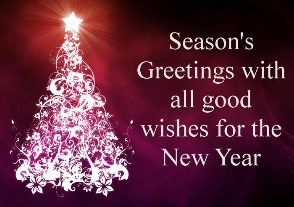 Season's
Greetings with
all good
wishes for the
New Year